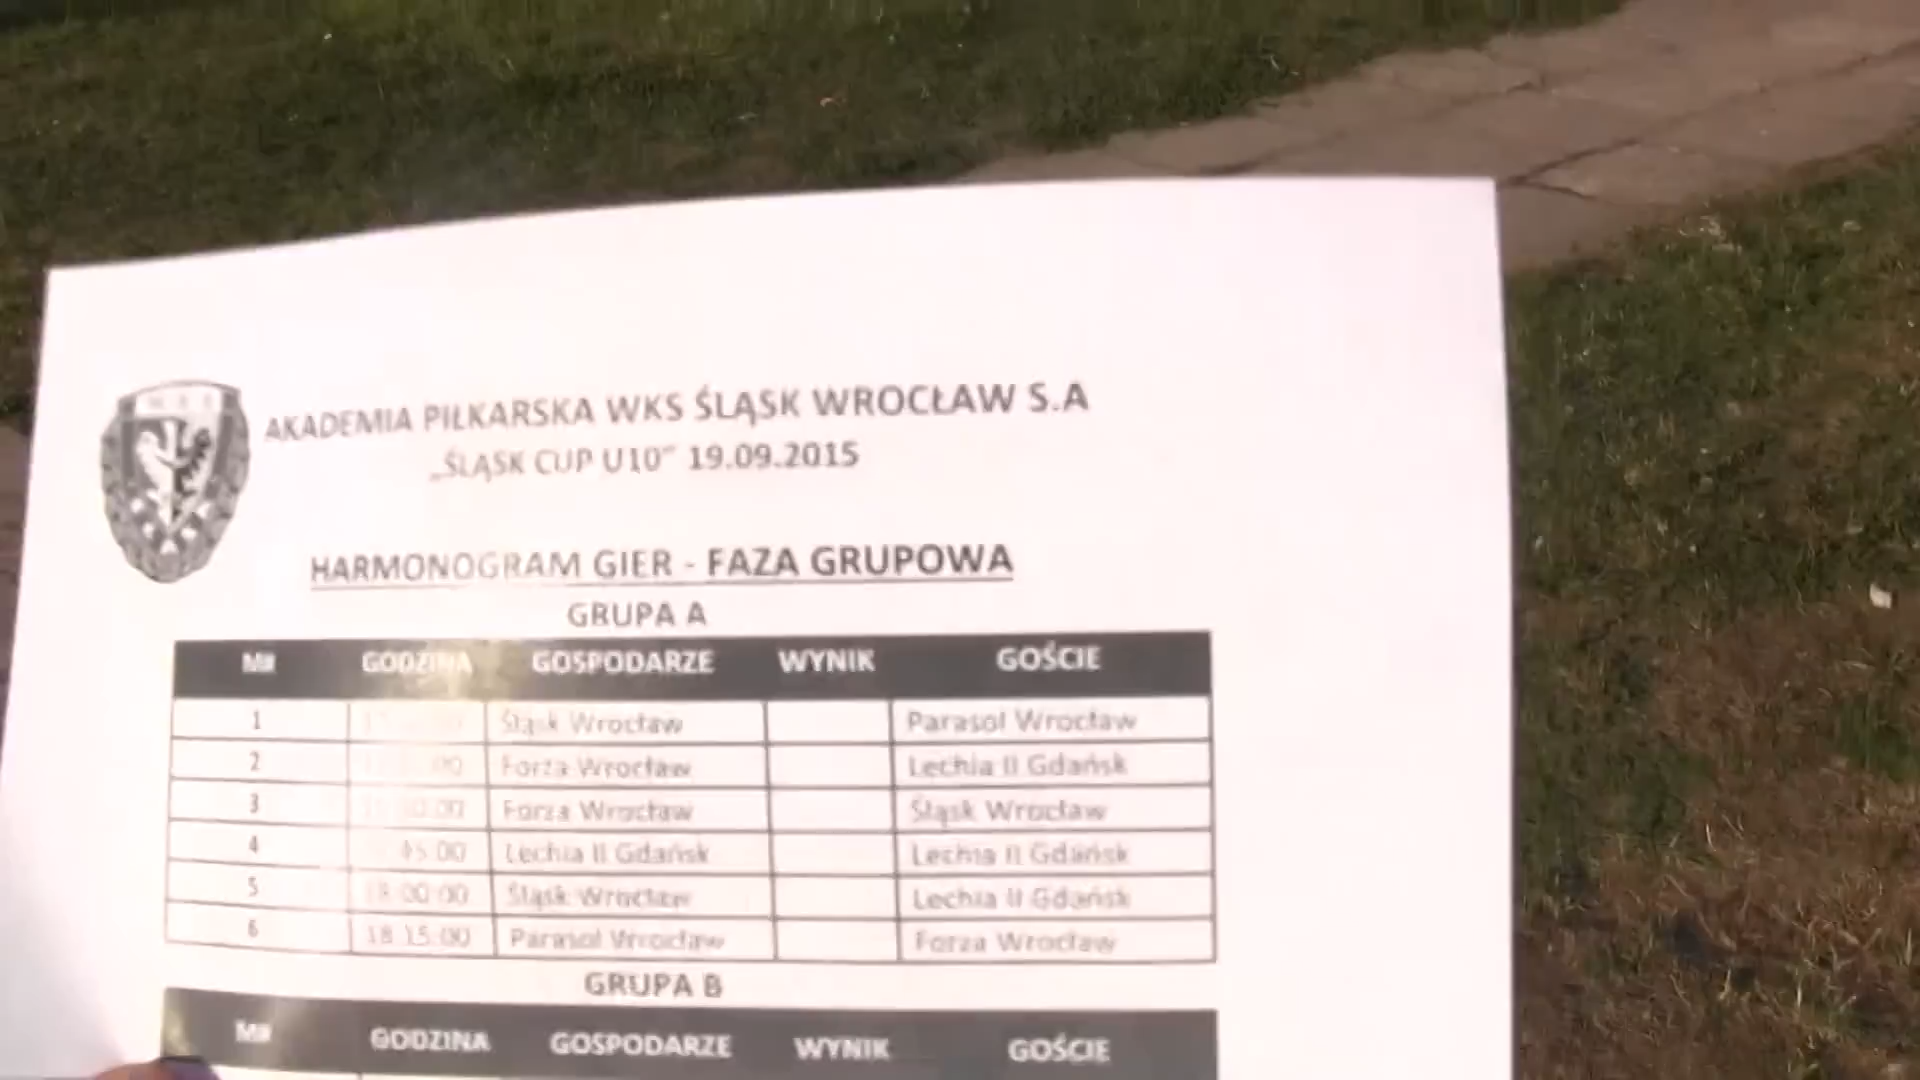 AKADEMIA PIŁKARSKA WKS ŚLĄSK WROCŁAW S.A
„ŚLĄSK CUP U10” 19.09.2015
HARMONOGRAM GIER - FAZA GRUPOWA
GRUPA A
M# GODZINA GOSPODARZE WYNIK GOŚCIE
1 Śląsk Wrocław Parasol Wrocław
2 Forza Wrocław Lechia II Gdańsk
3 Forza Wrocław Śląsk Wrocław
4 Lechia II Gdańsk Lechia II Gdańsk
5 18:00:00 Śląsk Wrocław Lechia II Gdańsk
6 18:15:00 Parasol Wrocław Forza Wrocław
GRUPA B
M# GODZINA GOSPODARZE WYNIK GOŚCIE